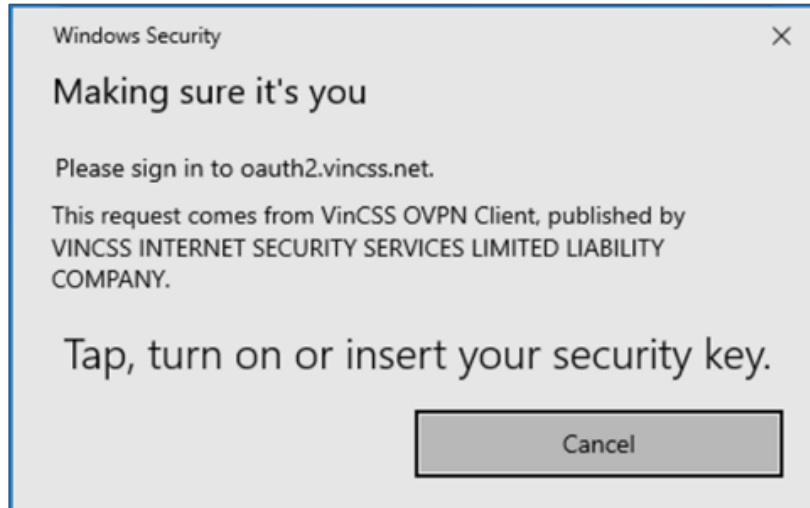 Windows Security
Making sure it's you
Please sign in to oauth2.vincss.net.
This request comes from VinCSS OVPN Client, published by
VINCSS INTERNET SECURITY SERVICES LIMITED LIABILITY
COMPANY.
Tap, turn on or insert your security key.
Cancel